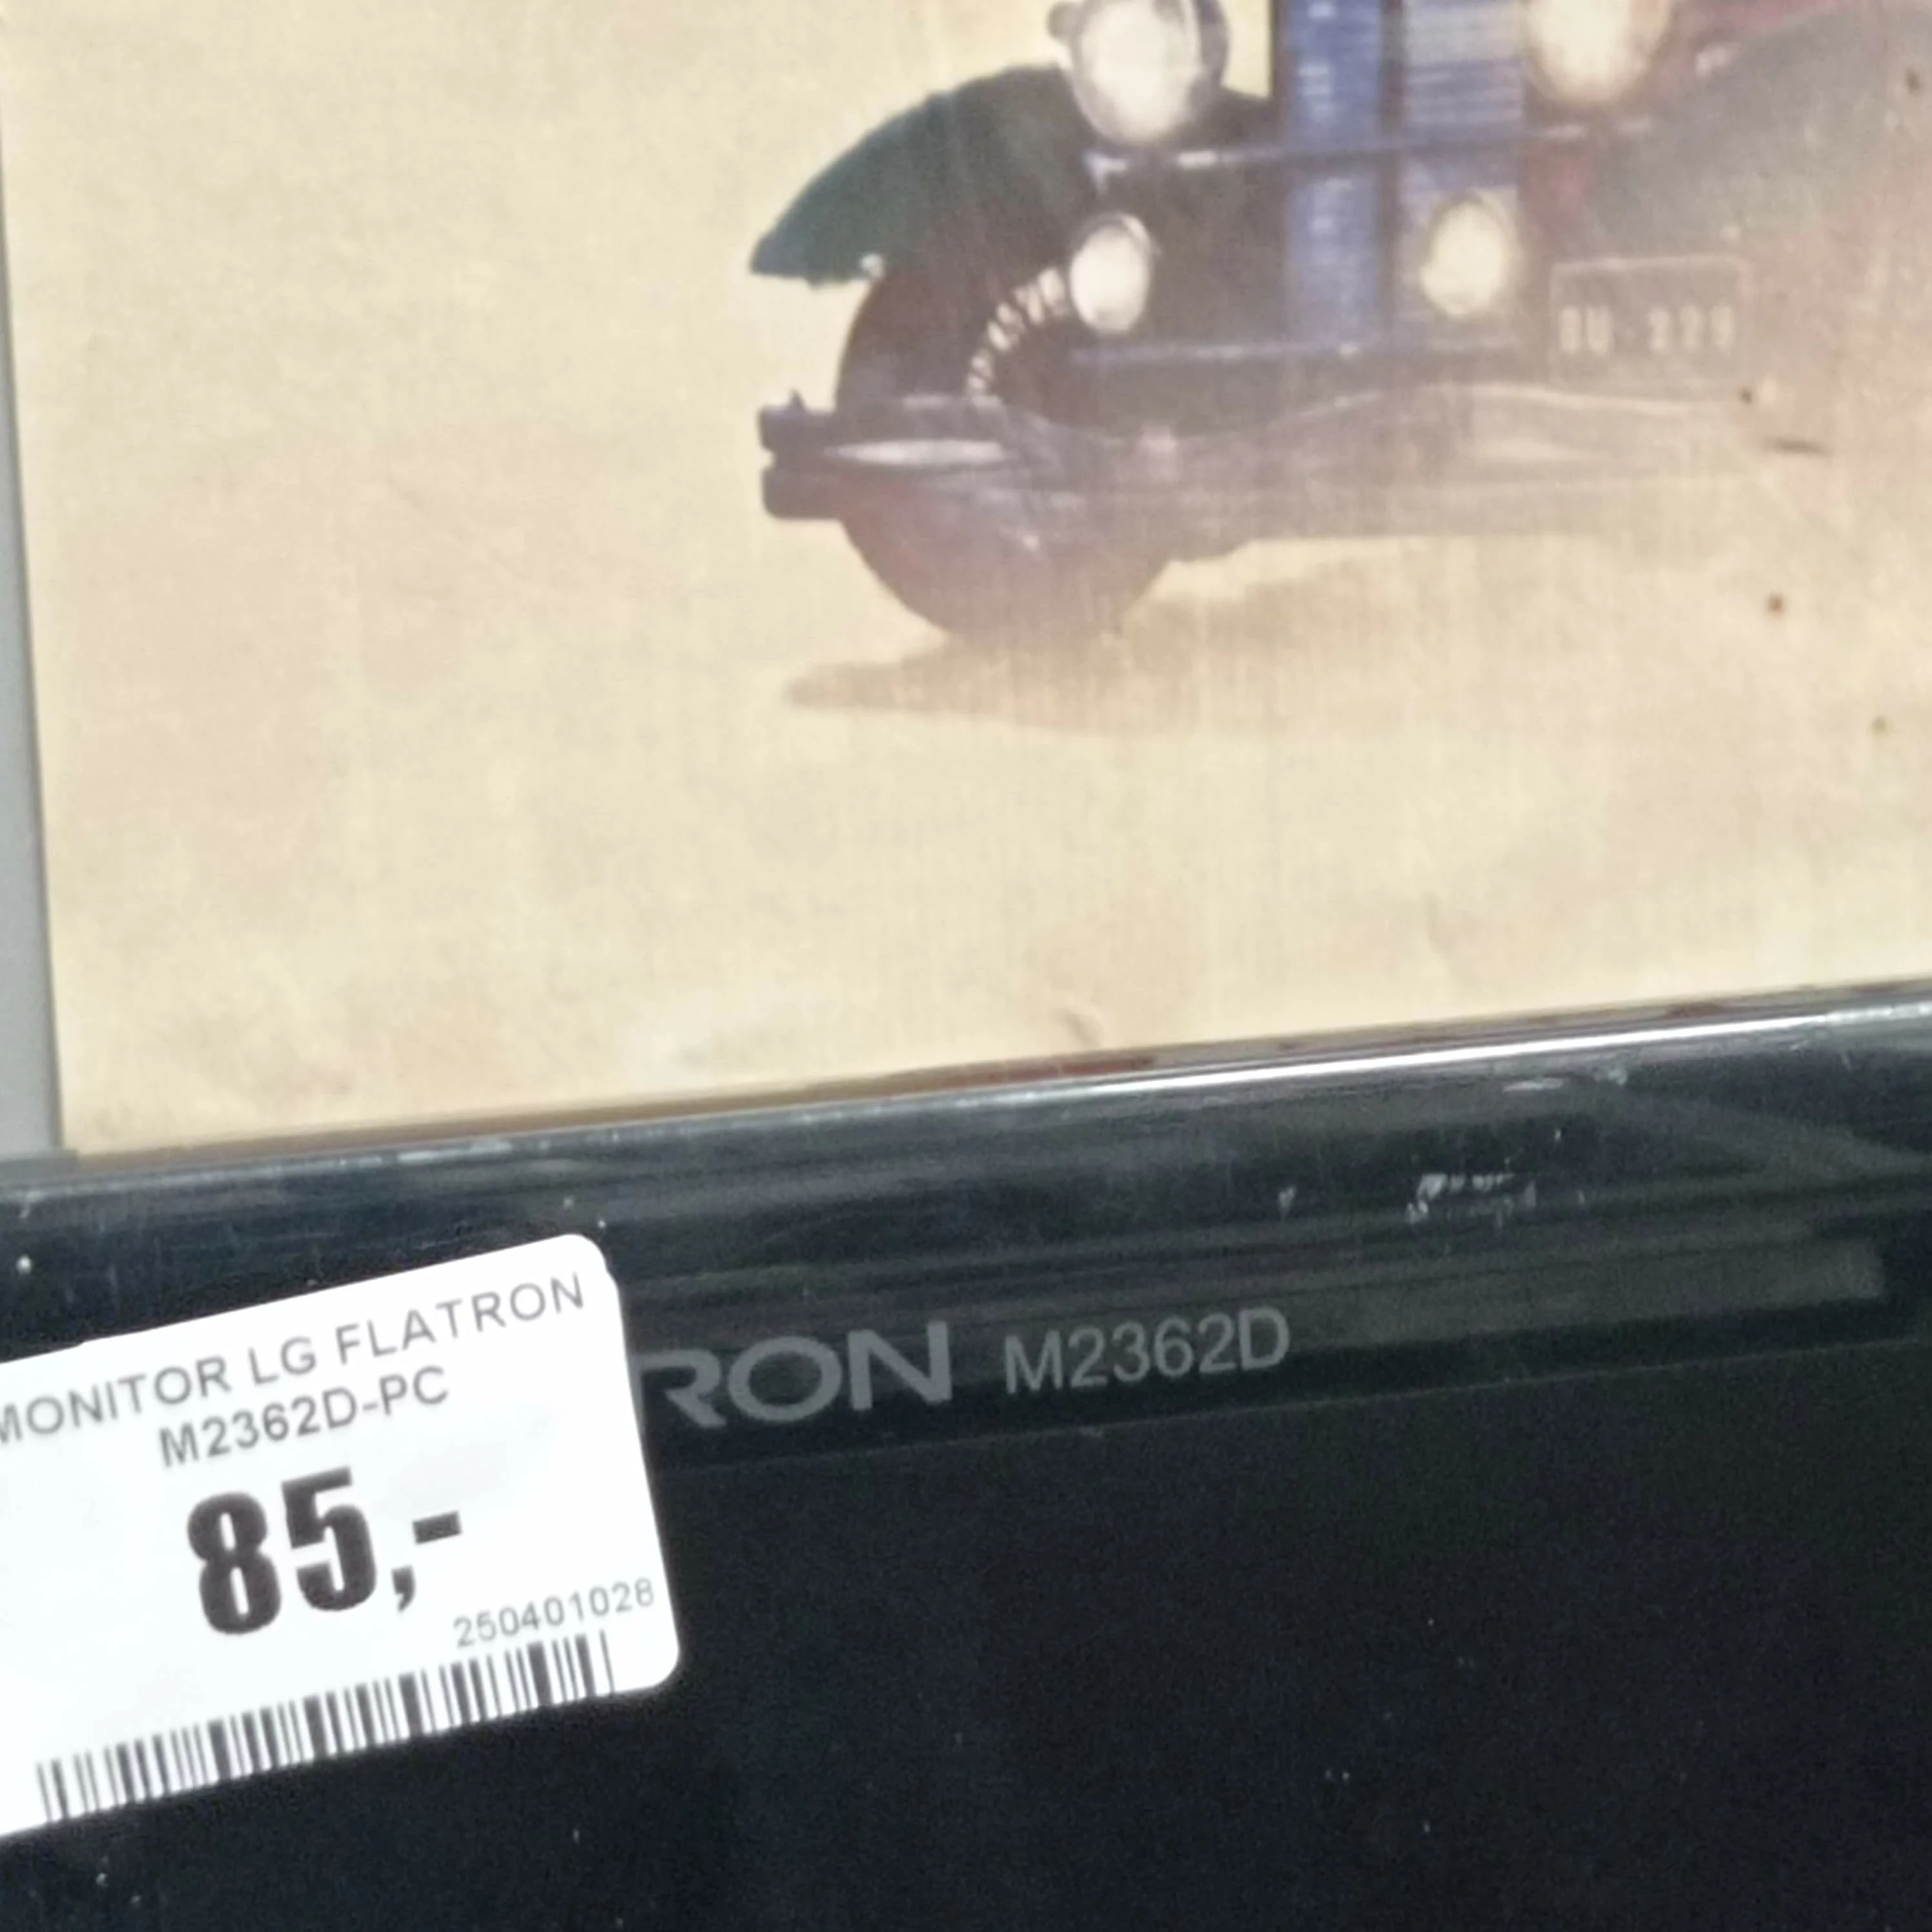 RON M2362D
MONITOR LG FLATRON
M2362D-PC
85,-
250401028